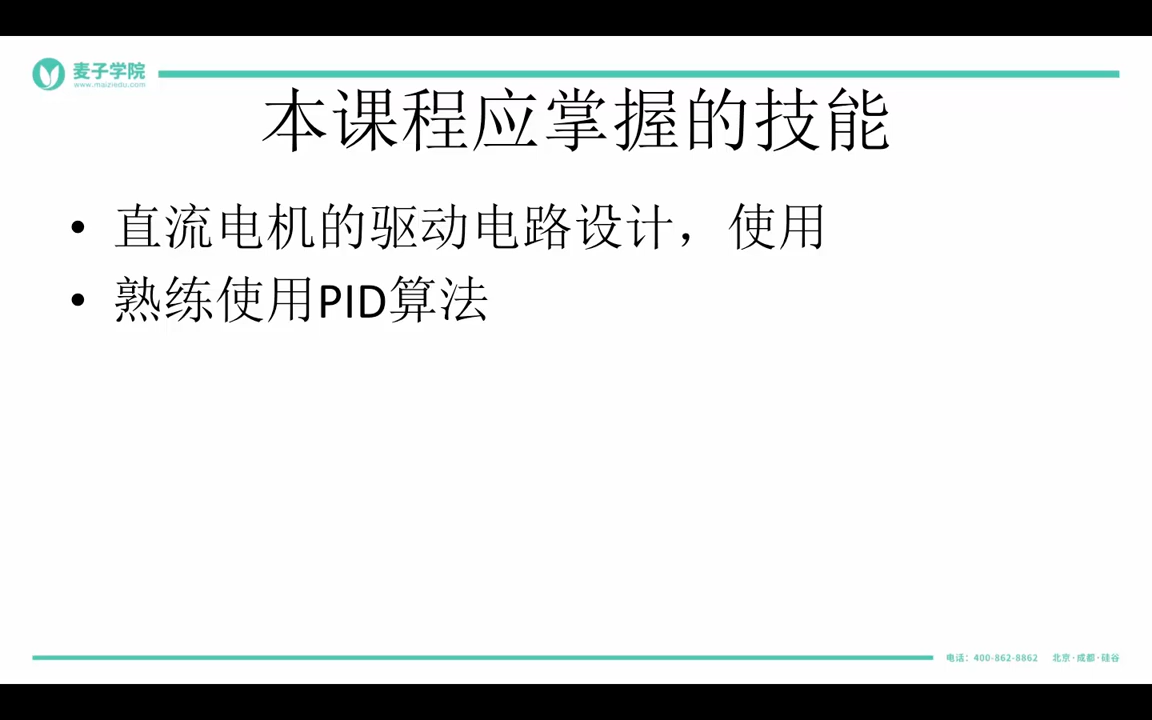 麦子学院
www.maiziedu.com
本课程应掌握的技能
• 直流电机的驱动电路设计，使用
• 熟练使用PID算法
电话：400-862-8862 北京·成都·硅谷